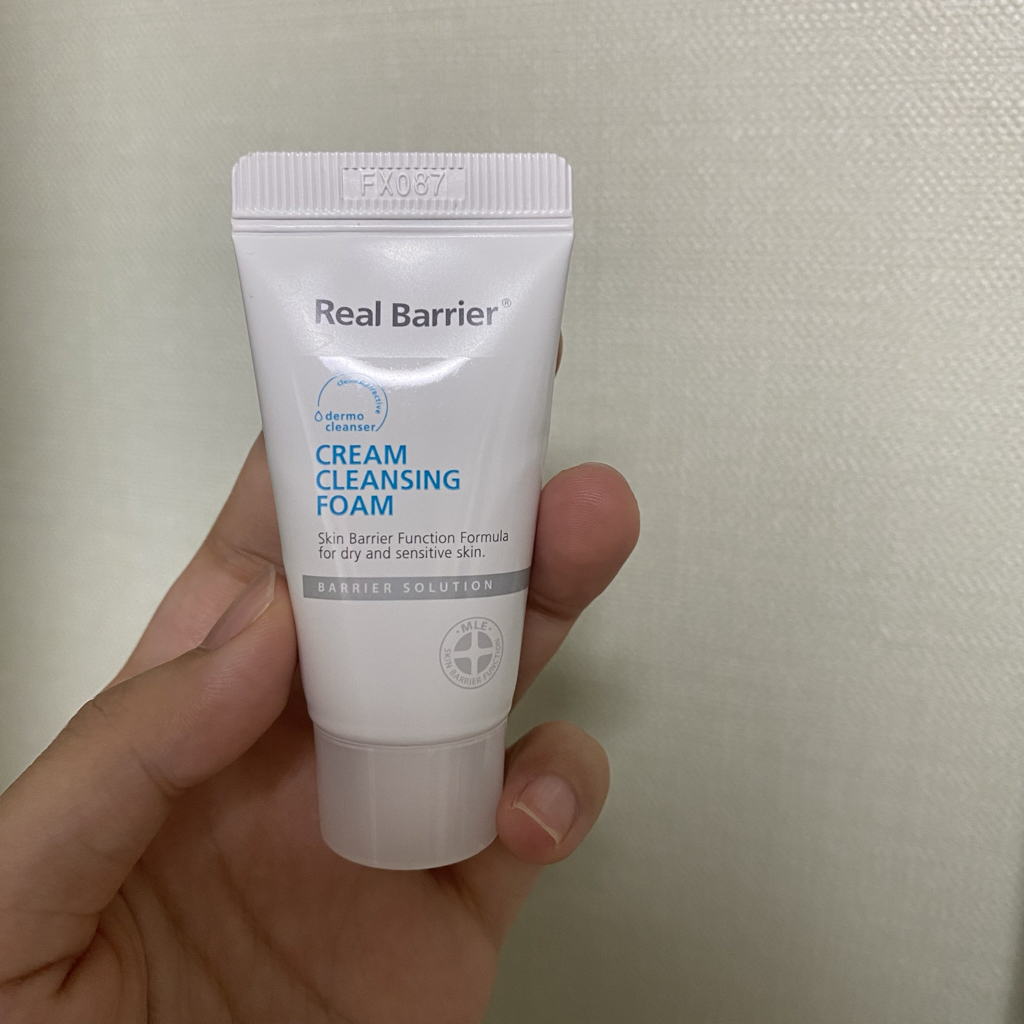 FX087
Real Barrier®
dermo
cleanser
CREAM
CLEANSING
FOAM
Skin Barrier Function Formula
for dry and sensitive skin.
BARRIER SOLUTION
·MLE·
SKIN BARRIER FUNCTION